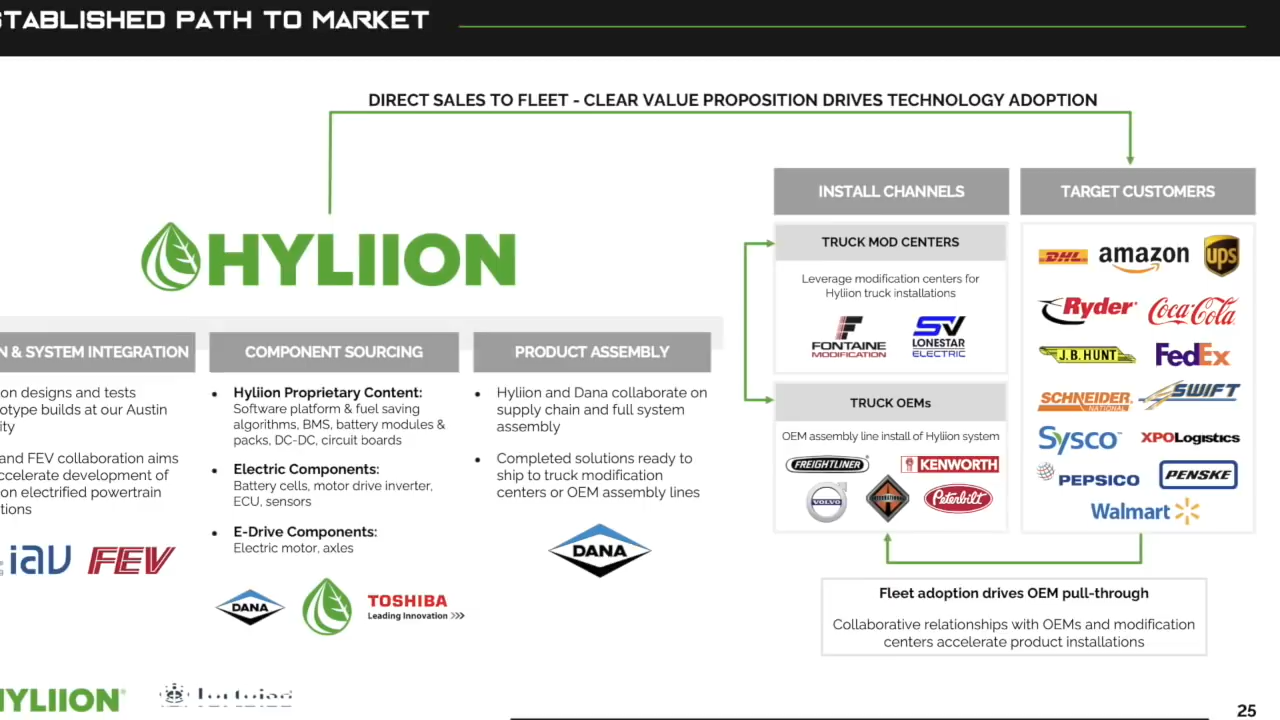 STABLISHED PATH TO MARKET
DIRECT SALES TO FLEET - CLEAR VALUE PROPOSITION DRIVES TECHNOLOGY ADOPTION
HYLIION
N & SYSTEM INTEGRATION
on designs and tests
otype builds at our Austin
ity
and FEV collaboration aims
ccelerate development of
on electrified powertrain
tions
iav
FEV
COMPONENT SOURCING
• Hyliion Proprietary Content:
Software platform & fuel saving
algorithms, BMS, battery modules &
packs, DC-DC, circuit boards
• Electric Components:
Battery cells, motor drive inverter,
ECU, sensors
• E-Drive Components:
Electric motor, axles
DANA
TOSHIBA
Leading Innovation >>>
PRODUCT ASSEMBLY
• Hyliion and Dana collaborate on
supply chain and full system
assembly
• Completed solutions ready to
ship to truck modification
centers or OEM assembly lines
DANA
INSTALL CHANNELS
TRUCK MOD CENTERS
Leverage modification centers for
Hyliion truck installations
FONTAINE
MODIFICATION
LONESTAR
ELECTRIC
TRUCK OEMs
OEM assembly line install of Hyliion system
FREIGHTLINER
KENWORTH
VOLVO
INTERNATIONAL
Peterbilt
TARGET CUSTOMERS
DHL
amazon
ups
Ryder
Coca-Cola
J.B. HUNT
FedEx
SCHNEIDER
NATIONAL
SWIFT
Sysco
XPOLogistics
PEPSICO
PENSKE
Walmart
Fleet adoption drives OEM pull-through
Collaborative relationships with OEMs and modification
centers accelerate product installations
HYLIION
25